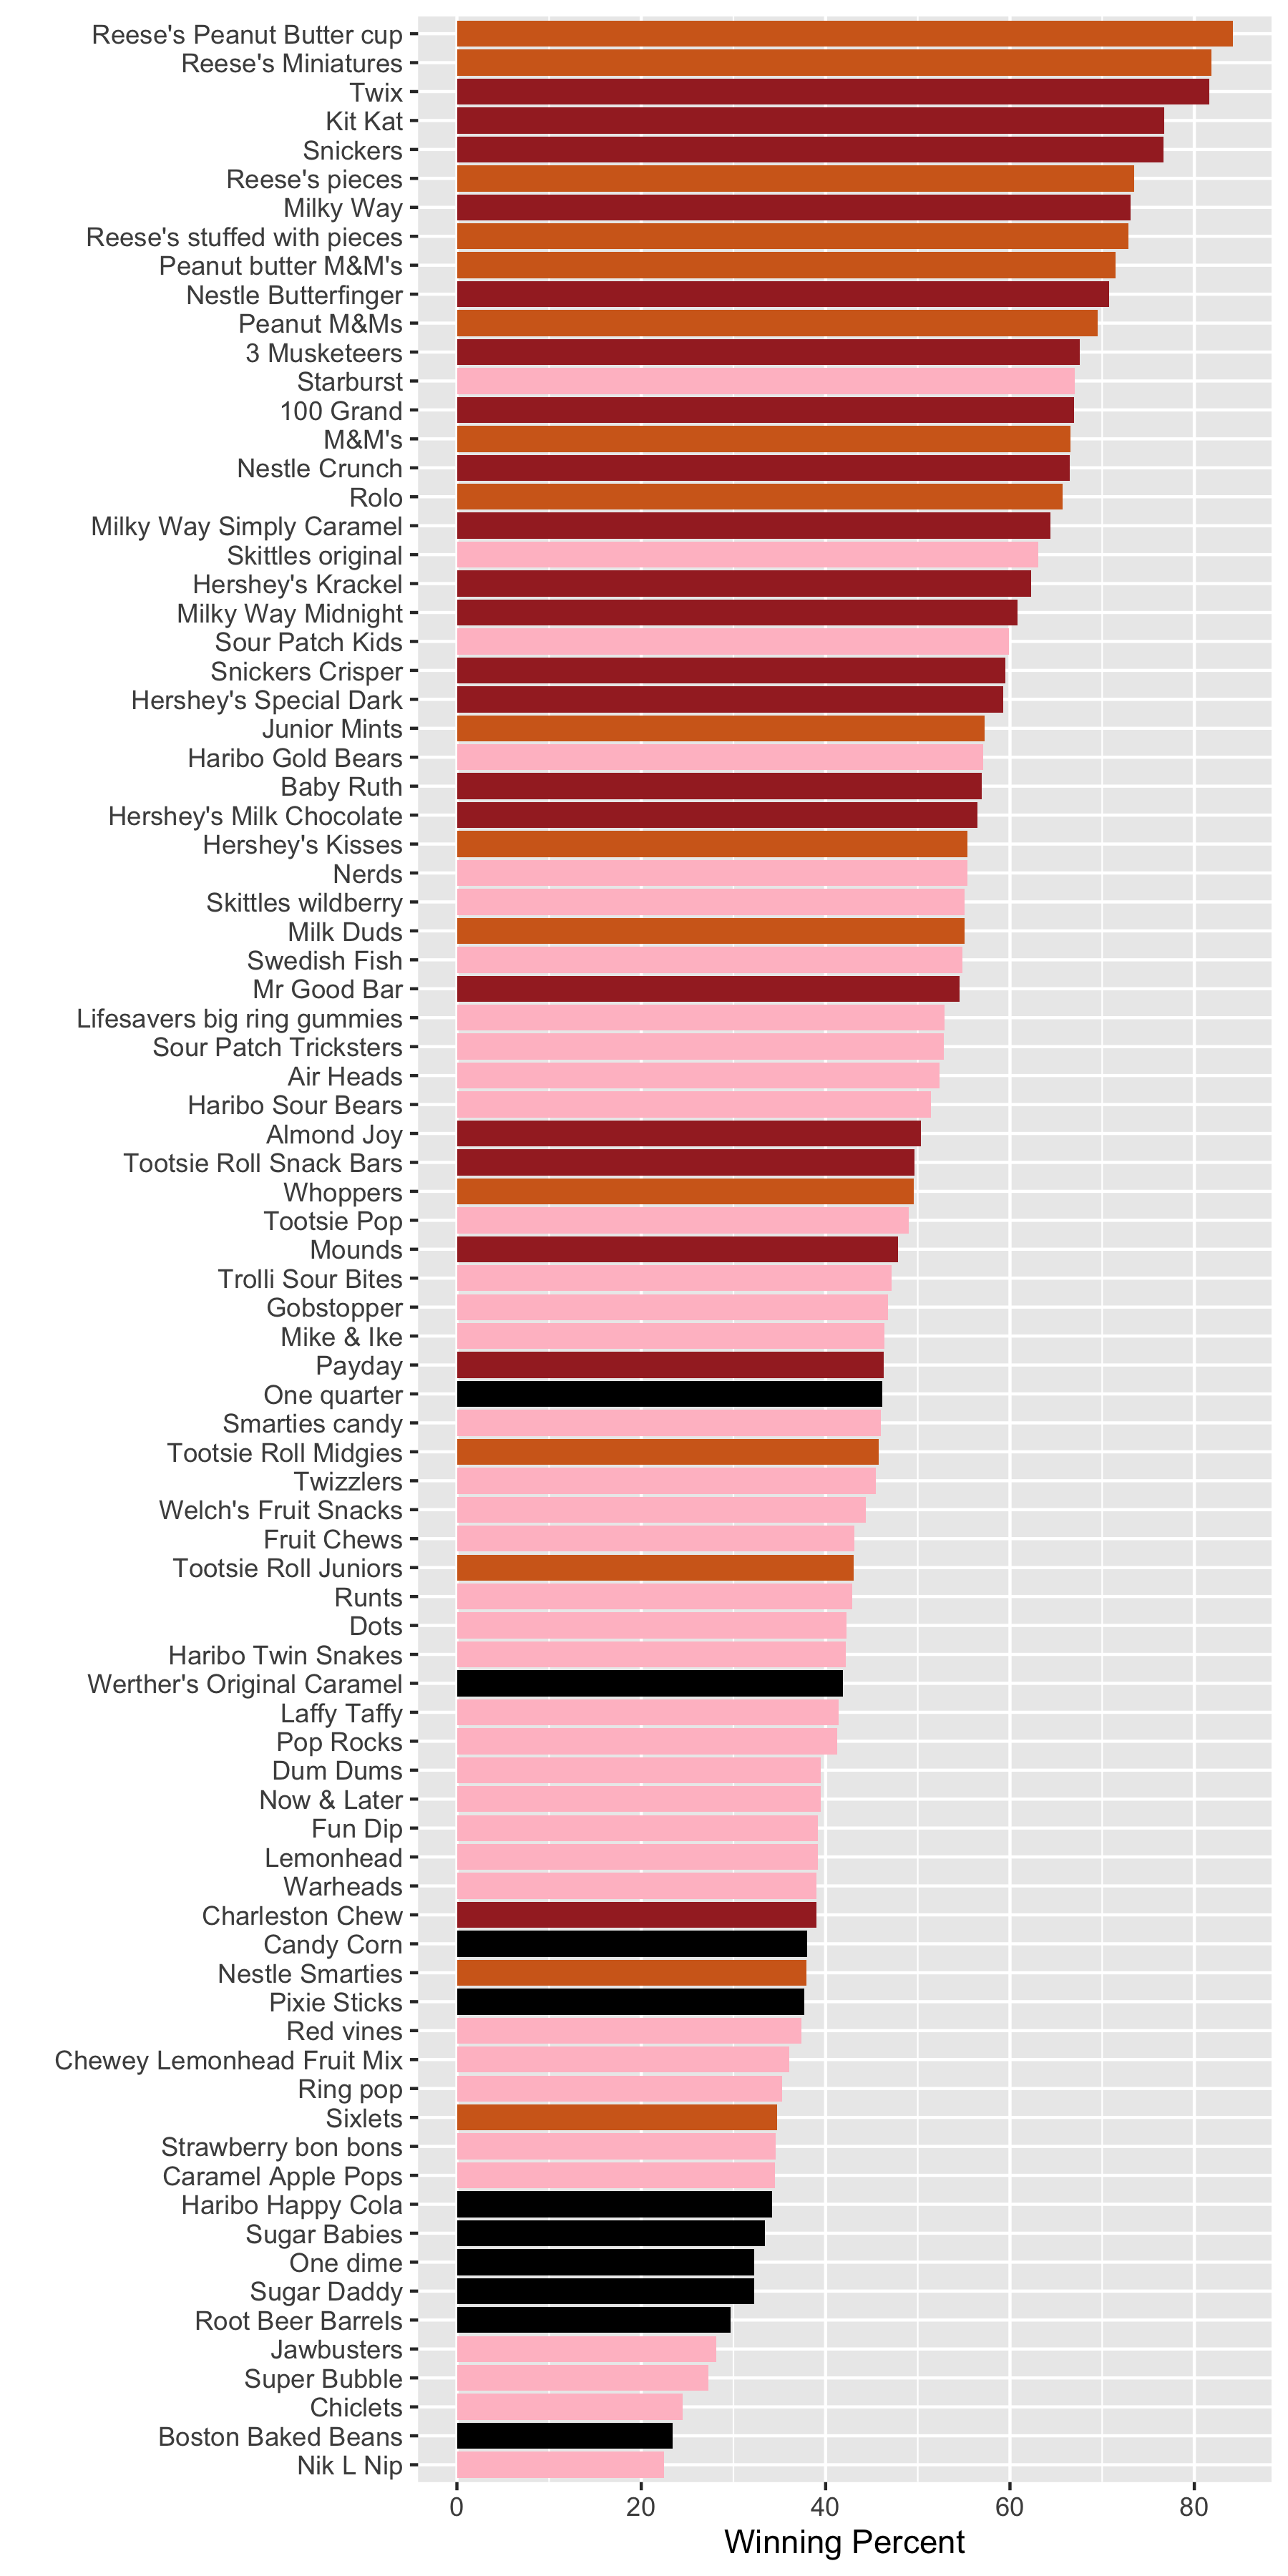 Reese's Peanut Butter cup
Reese's Miniatures
Twix
Kit Kat
Snickers
Reese's pieces
Milky Way
Reese's stuffed with pieces
Peanut butter M&M's
Nestle Butterfinger
Peanut M&Ms
3 Musketeers
Starburst
100 Grand
M&M's
Nestle Crunch
Rolo
Milky Way Simply Caramel
Skittles original
Hershey's Krackel
Milky Way Midnight
Sour Patch Kids
Snickers Crisper
Hershey's Special Dark
Junior Mints
Haribo Gold Bears
Baby Ruth
Hershey's Milk Chocolate
Hershey's Kisses
Nerds
Skittles wildberry
Milk Duds
Swedish Fish
Mr Good Bar
Lifesavers big ring gummies
Sour Patch Tricksters
Air Heads
Haribo Sour Bears
Almond Joy
Tootsie Roll Snack Bars
Whoppers
Tootsie Pop
Mounds
Trolli Sour Bites
Gobstopper
Mike & Ike
Payday
One quarter
Smarties candy
Tootsie Roll Midgies
Twizzlers
Welch's Fruit Snacks
Fruit Chews
Tootsie Roll Juniors
Runts
Dots
Haribo Twin Snakes
Werther's Original Caramel
Laffy Taffy
Pop Rocks
Dum Dums
Now & Later
Fun Dip
Lemonhead
Warheads
Charleston Chew
Candy Corn
Nestle Smarties
Pixie Sticks
Red vines
Chewey Lemonhead Fruit Mix
Ring pop
Sixlets
Strawberry bon bons
Caramel Apple Pops
Haribo Happy Cola
Sugar Babies
One dime
Sugar Daddy
Root Beer Barrels
Jawbusters
Super Bubble
Chiclets
Boston Baked Beans
Nik L Nip
0 20 40 60 80
Winning Percent